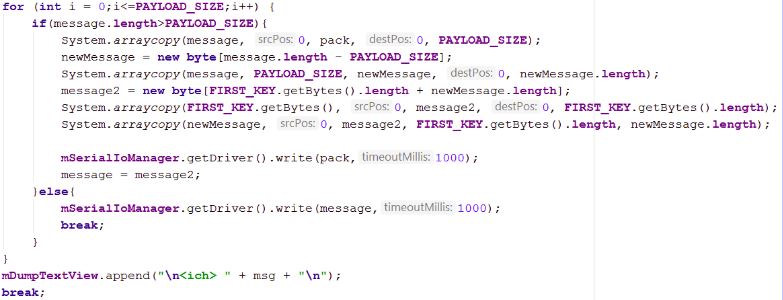 for (int i = 0;i<=PAYLOAD_SIZE;i++) {
if(message.length>PAYLOAD_SIZE){
System.arraycopy(message, srcPos: 0, pack, destPos: 0, PAYLOAD_SIZE);
newMessage = new byte[message.length - PAYLOAD_SIZE];
System.arraycopy(message, PAYLOAD_SIZE, newMessage, destPos: 0, newMessage.length);
message2 = new byte[FIRST_KEY.getBytes().length + newMessage.length];
System.arraycopy(FIRST_KEY.getBytes(), srcPos: 0, message2, destPos: 0, FIRST_KEY.getBytes().length);
System.arraycopy(newMessage, srcPos: 0, message2, FIRST_KEY.getBytes().length, newMessage.length);
mSerialIoManager.getDriver().write(pack, timeoutMillis: 1000);
message = message2;
}else{
mSerialIoManager.getDriver().write(message, timeoutMillis: 1000);
break;
}
}
mDumpTextView.append("\n<ich> " + msg + "\n");
break;